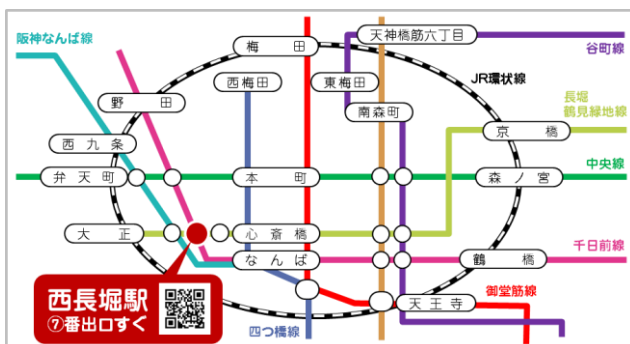 阪神なんば線
梅田
天神橋筋六丁目
谷町線
JR環状線
西梅田
東梅田
野田
南森町
長堀
鶴見緑地線
京橋
西九条
弁天町
本町
森ノ宮
中央線
大正
心斎橋
千日前線
なんば
鶴橋
西長堀駅
⑦番出口すぐ
御堂筋線
天王寺
四つ橋線